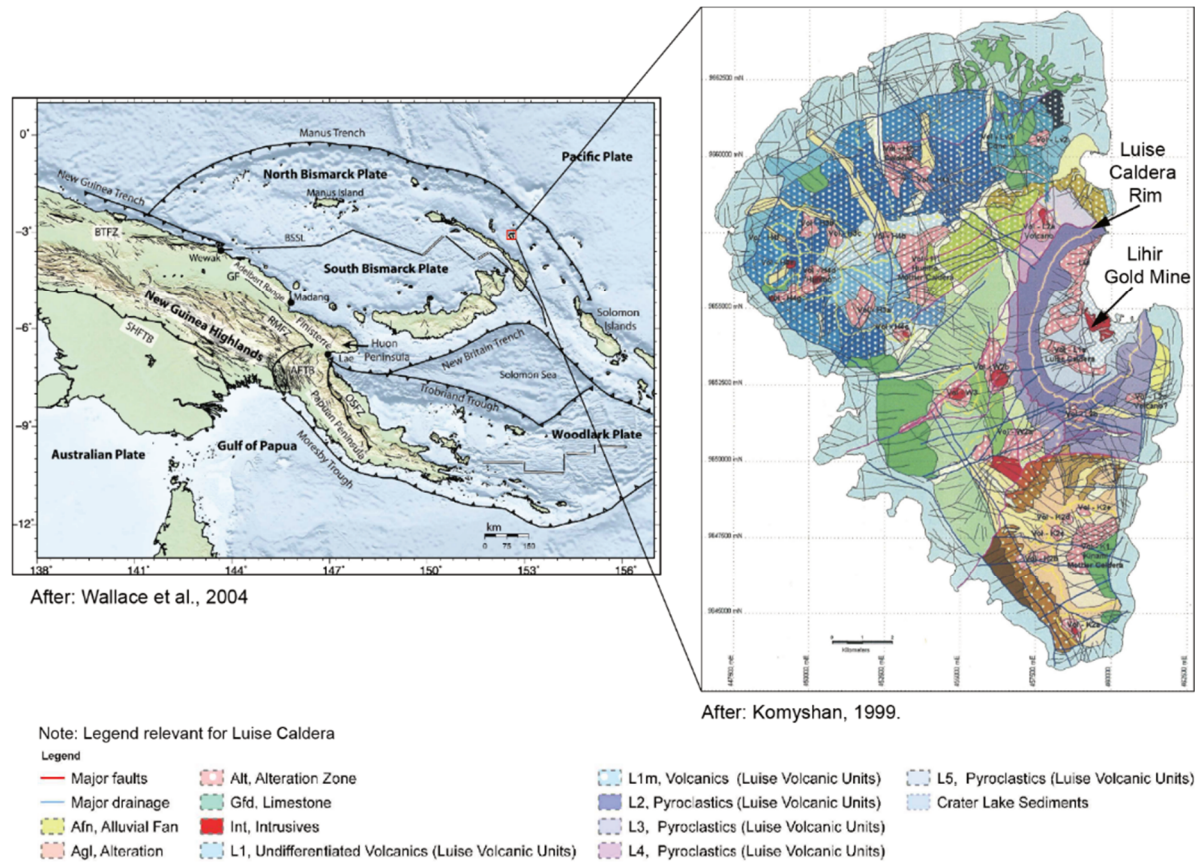 0°
-3°
-6°
-9°
-12°
138°
141°
144°
147°
150°
153°
156°
Manus Trench
Pacific Plate
North Bismarck Plate
Manus Island
New Guinea Trench
BTFZ
BSSL
Wewak
GF
Adelbert Range
South Bismarck Plate
Madang
New Guinea Highlands
RMF
Finisterre
Solomon
Islands
Huon
Peninsula
SHFTB
Lae
AFTB
New Britain Trench
Solomon Sea
Trobriand Trough
OSFZ
Papuan Peninsula
Woodlark Plate
Australian Plate
Gulf of Papua
Moresby Trough
km
0 75 150
After: Wallace et al., 2004
Luise
Caldera
Rim
Lihir
Gold Mine
Kilometers
After: Komyshan, 1999.
Note: Legend relevant for Luise Caldera
Legend
Major faults
Major drainage
Afn, Alluvial Fan
Agl, Alteration
Alt, Alteration Zone
Gfd, Limestone
Int, Intrusives
L1, Undifferentiated Volcanics (Luise Volcanic Units)
L1m, Volcanics (Luise Volcanic Units)
L2, Pyroclastics (Luise Volcanic Units)
L3, Pyroclastics (Luise Volcanic Units)
L4, Pyroclastics (Luise Volcanic Units)
L5, Pyroclastics (Luise Volcanic Units)
Crater Lake Sediments